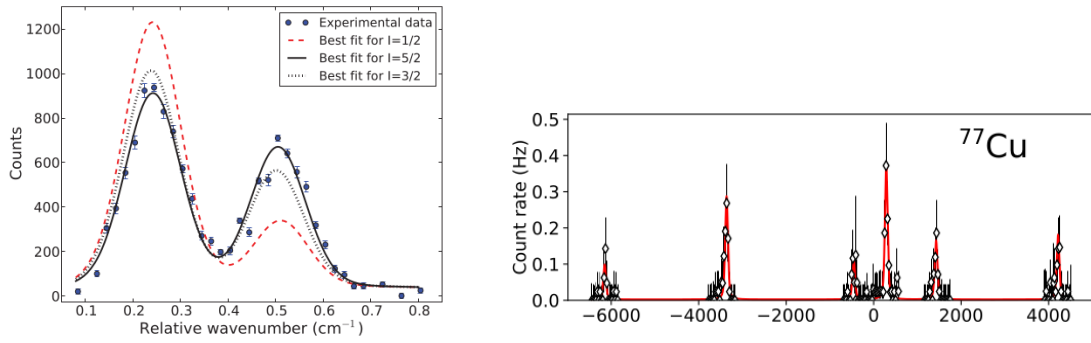 1200
1000
800
600
400
200
0
Counts
Experimental data
Best fit for I=1/2
Best fit for I=5/2
Best fit for I=3/2
0.1 0.2 0.3 0.4 0.5 0.6 0.7 0.8
Relative wavenumber (cm⁻¹)
0.5
0.4
0.3
0.2
0.1
0.0
Count rate (Hz)
⁷⁷Cu
−6000 −4000 −2000 0 2000 4000